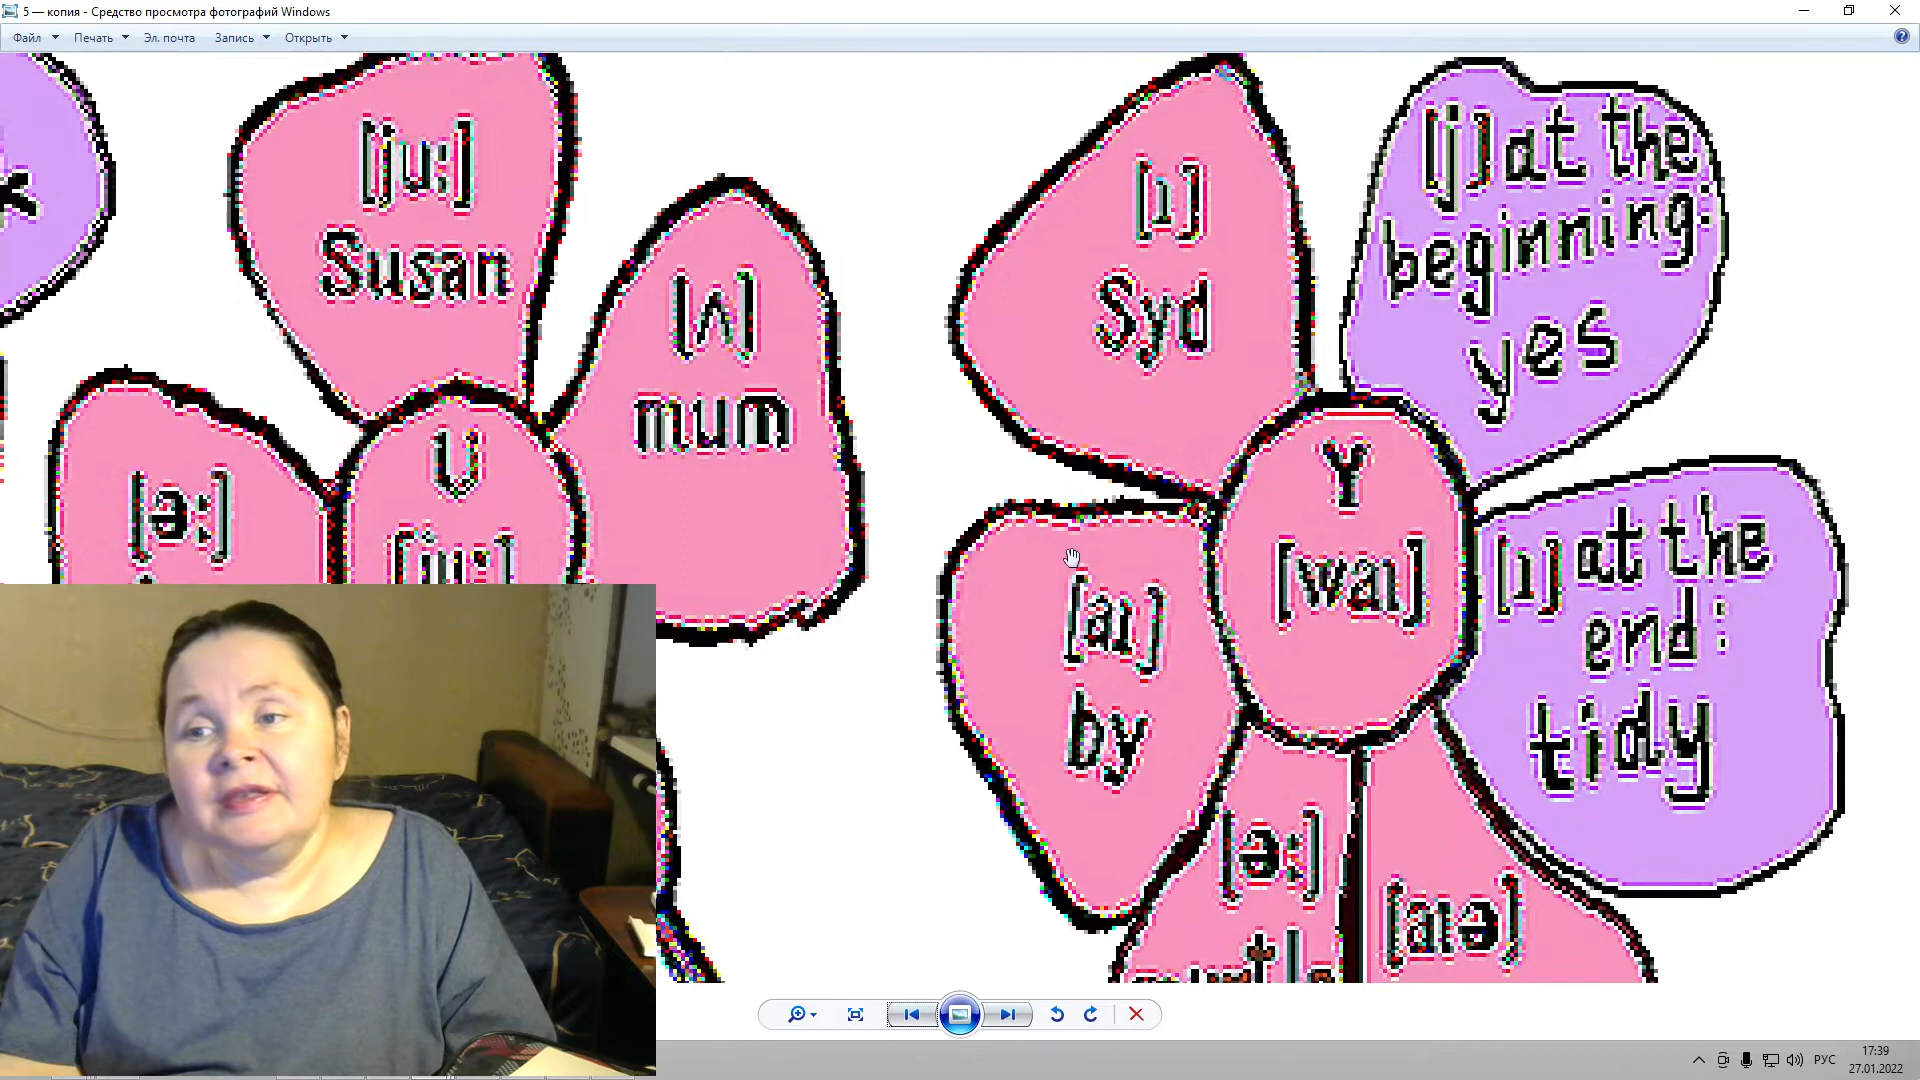 5 — копия - Средство просмотра фотографий Windows
Файл Печать Эл. почта Запись Открыть
[ju:]
Susan
[ʌ]
mum
[ə:]
U
[ju:]
[ɪ]
Syd
[j] at the
beginning:
yes
Y
[waɪ]
[aɪ]
by
[ɪ] at the
end:
tidy
[ə:]
[aɪə]
РУС
17:39
27.01.2022